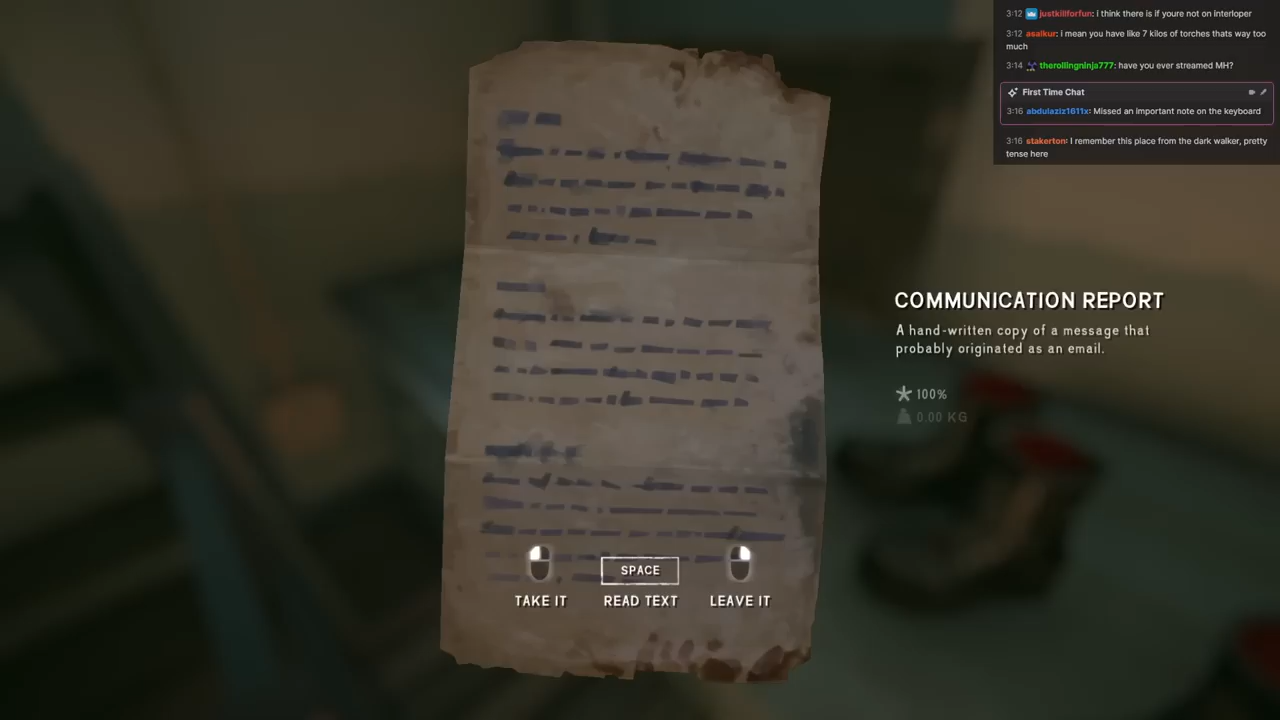 3:12 justkillforfun: i think there is if youre not on interloper
3:12 asalkur: i mean you have like 7 kilos of torches thats way too
much
3:14 therollingninja777: have you ever streamed MH?
First Time Chat
3:16 abdulaziz1611x: Missed an important note on the keyboard
3:16 stakerton: I remember this place from the dark walker, pretty
tense here
COMMUNICATION REPORT
A hand-written copy of a message that
probably originated as an email.
100%
0.00 KG
SPACE
TAKE IT READ TEXT LEAVE IT